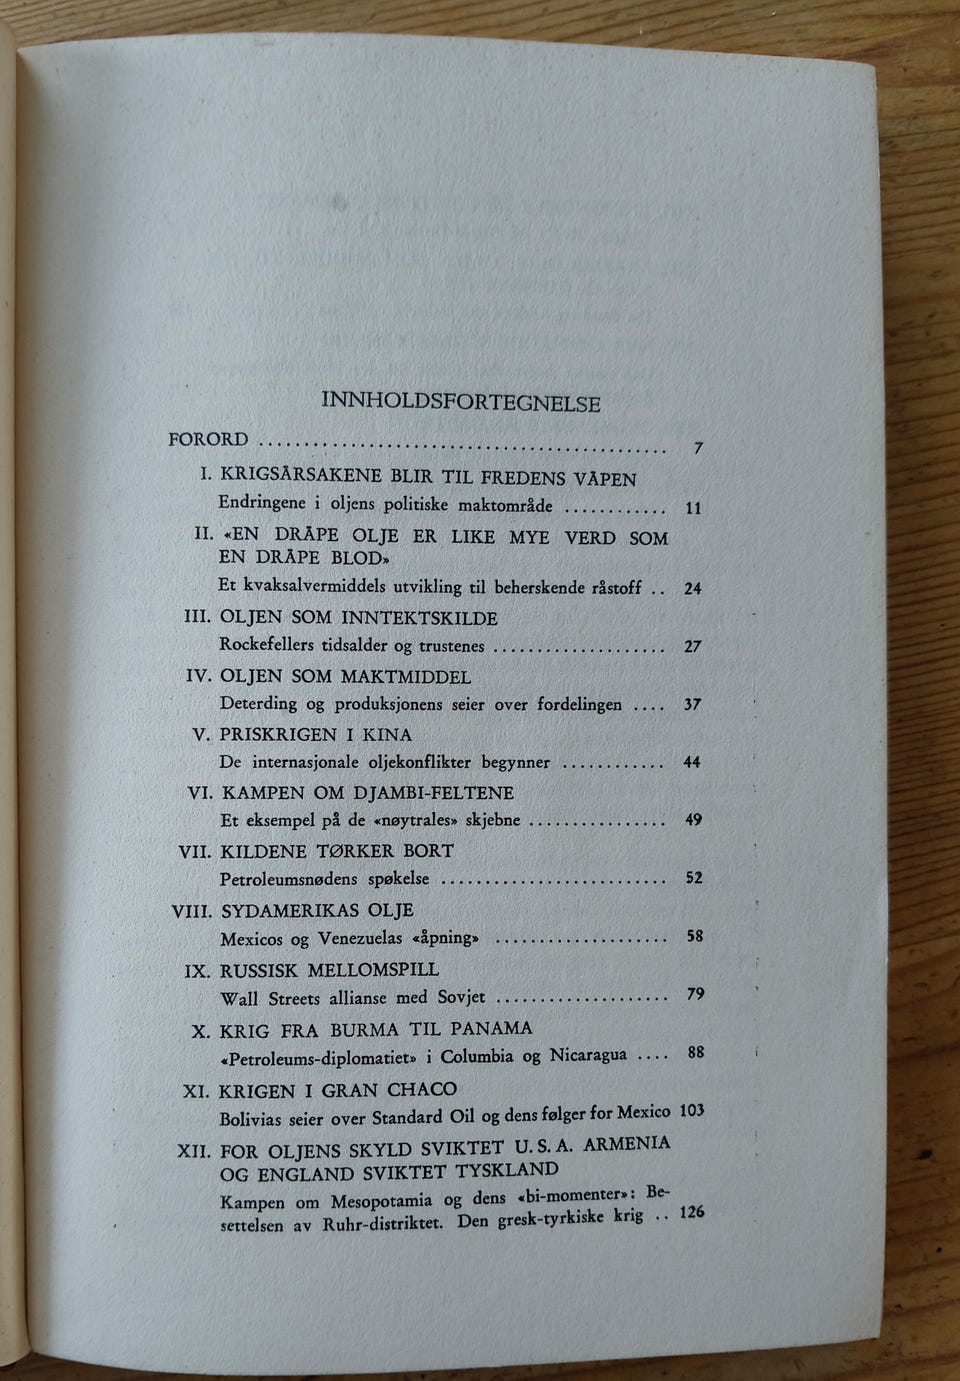 INNHOLDSFORTEGNELSE
FORORD .............................................. 7
I. KRIGSÅRSAKENE BLIR TIL FREDENS VÅPEN
Endringene i oljens politiske maktområde ............ 11
II. «EN DRÅPE OLJE ER LIKE MYE VERD SOM
EN DRÅPE BLOD»
Et kvaksalvermiddels utvikling til beherskende råstoff .. 24
III. OLJEN SOM INNTEKTSKILDE
Rockefellers tidsalder og trustenes .................... 27
IV. OLJEN SOM MAKTMIDDEL
Deterding og produksjonens seier over fordelingen .... 37
V. PRISKRIGEN I KINA
De internasjonale oljekonflikter begynner ............ 44
VI. KAMPEN OM DJAMBI-FELTENE
Et eksempel på de «nøytrales» skjebne ................ 49
VII. KILDENE TØRKER BORT
Petroleumsnødens spøkelse .......................... 52
VIII. SYDAMERIKAS OLJE
Mexicos og Venezuelas «åpning» .................... 58
IX. RUSSISK MELLOMSPILL
Wall Streets allianse med Sovjet .................... 79
X. KRIG FRA BURMA TIL PANAMA
«Petroleums-diplomatiet» i Columbia og Nicaragua .... 88
XI. KRIGEN I GRAN CHACO
Bolivias seier over Standard Oil og dens følger for Mexico 103
XII. FOR OLJENS SKYLD SVIKTET U.S.A. ARMENIA
OG ENGLAND SVIKTET TYSKLAND
Kampen om Mesopotamia og dens «bi-momenter»: Be-
settelsen av Ruhr-distriktet. Den gresk-tyrkiske krig .. 126